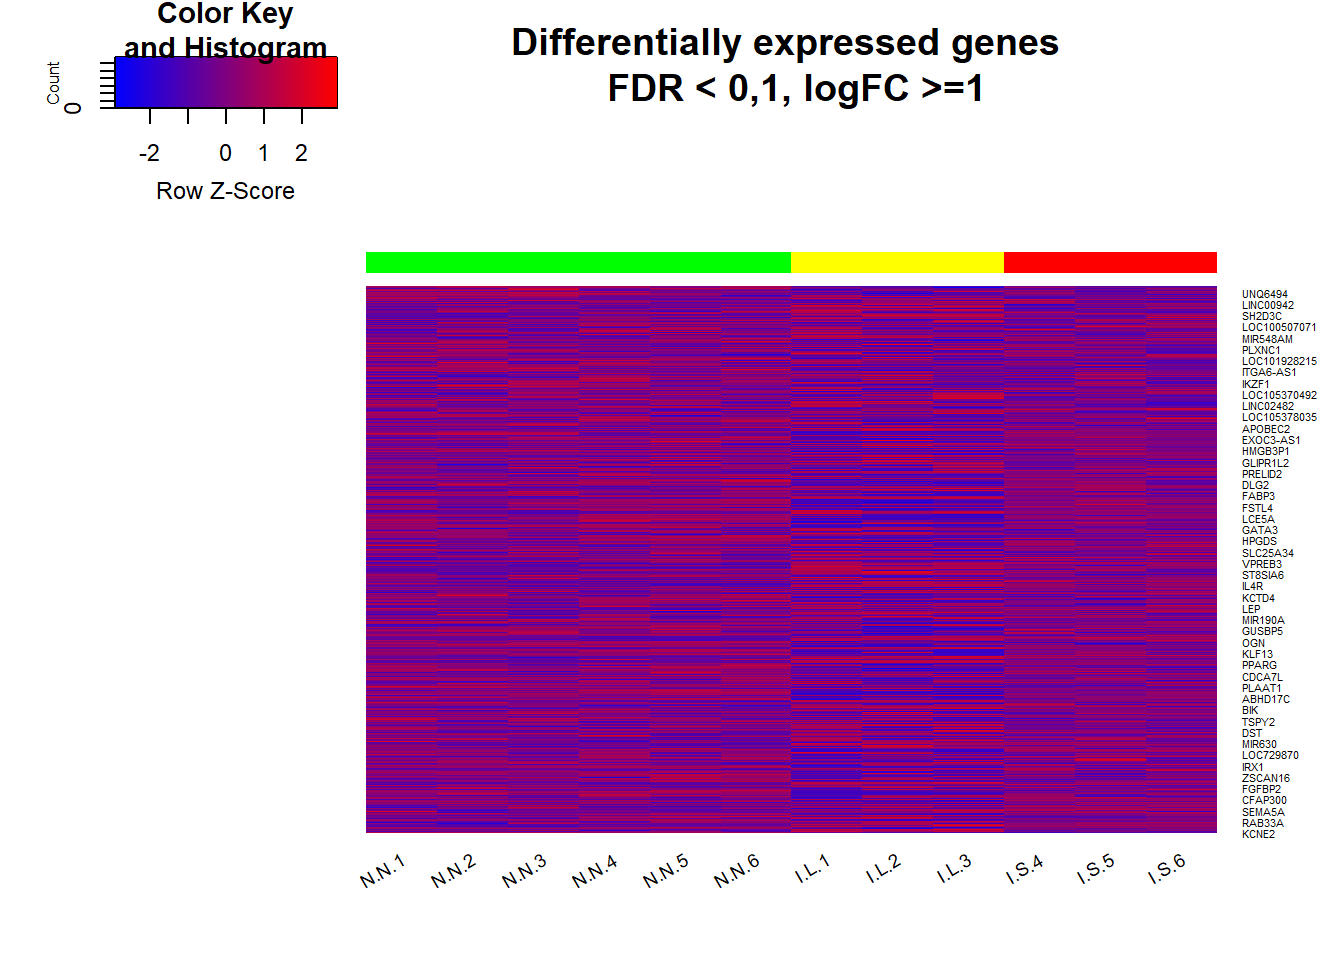 Color Key
and Histogram
Count
0
-2 0 1 2
Row Z-Score
Differentially expressed genes
FDR < 0,1, logFC >=1
UNQ6494
LINC00942
SH2D3C
LOC100507071
MIR548AM
PLXNC1
LOC101928215
ITGA6-AS1
IKZF1
LOC105370492
LINC02482
LOC105378035
APOBEC2
EXOC3-AS1
HMGB3P1
GLIPR1L2
PRELID2
DLG2
FABP3
FSTL4
LCE5A
GATA3
HPGDS
SLC25A34
VPREB3
ST8SIA6
IL4R
KCTD4
LEP
MIR190A
GUSBP5
OGN
KLF13
PPARG
CDCA7L
PLAAT1
ABHD17C
BIK
TSPY2
DST
MIR630
LOC729870
IRX1
ZSCAN16
FGFBP2
CFAP300
SEMA5A
RAB33A
KCNE2
N.N.1 N.N.2 N.N.3 N.N.4 N.N.5 N.N.6 I.L.1 I.L.2 I.L.3 I.S.4 I.S.5 I.S.6